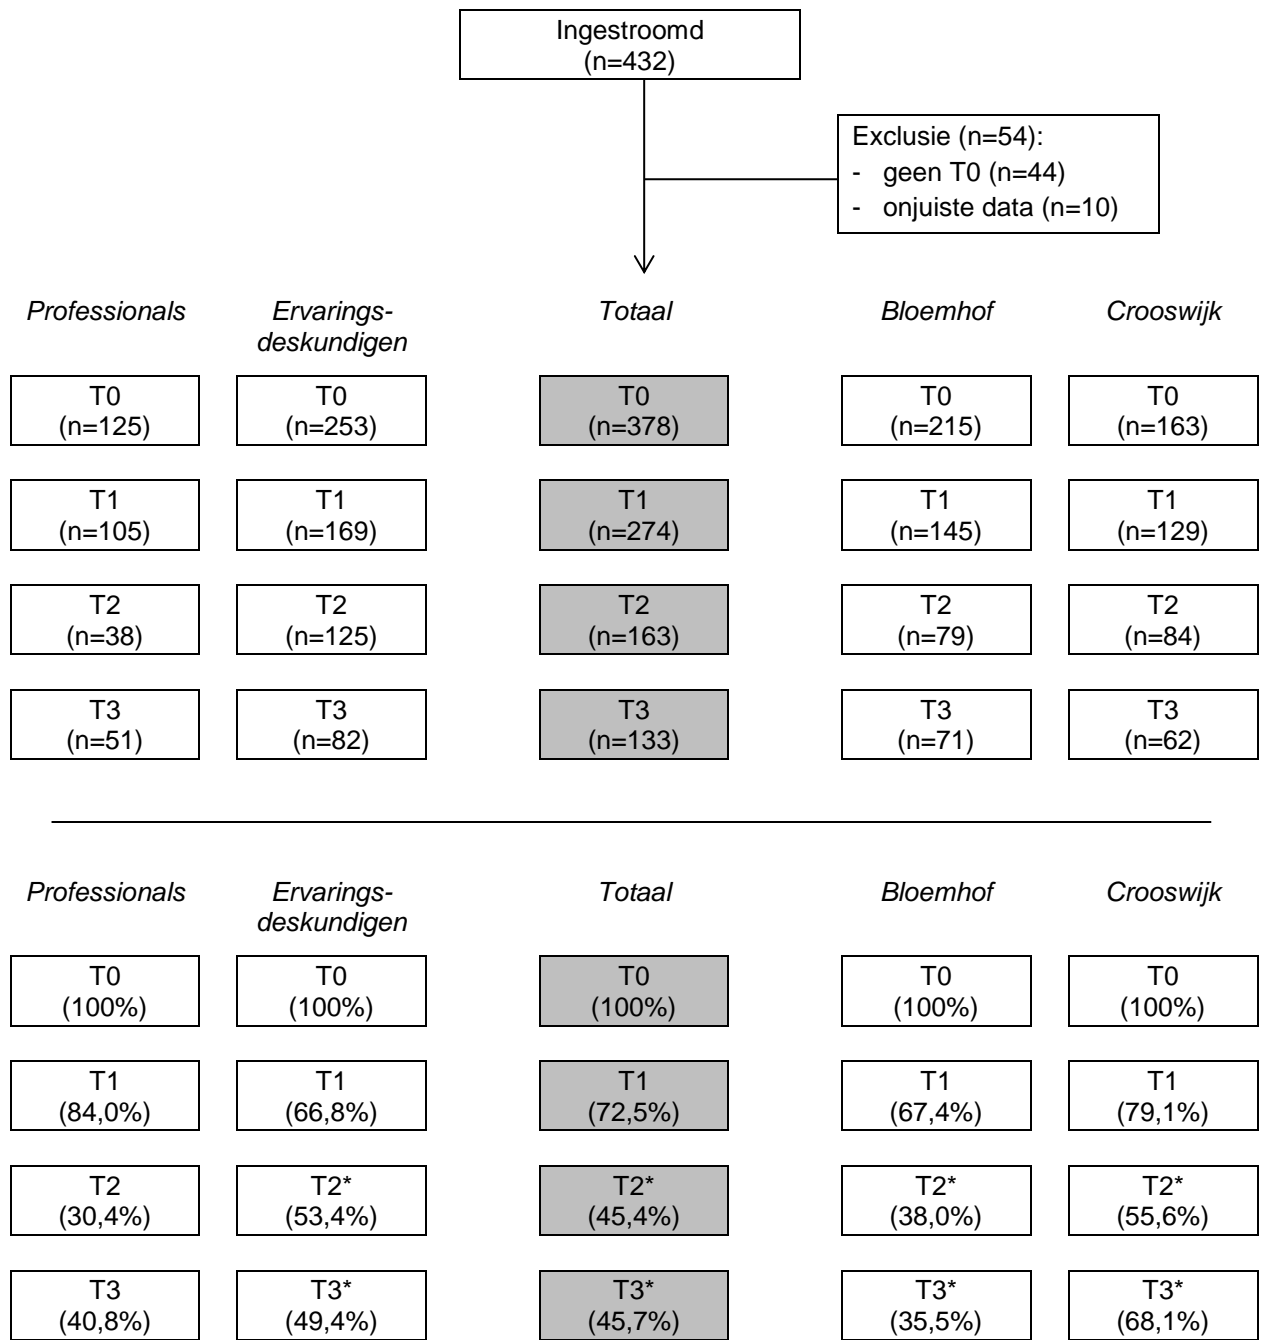 Ingestroomd
(n=432)
Exclusie (n=54):
- geen T0 (n=44)
- onjuiste data (n=10)
Professionals
Ervarings-
deskundigen
Totaal
Bloemhof
Crooswijk
T0
(n=125)
T0
(n=253)
T0
(n=378)
T0
(n=215)
T0
(n=163)
T1
(n=105)
T1
(n=169)
T1
(n=274)
T1
(n=145)
T1
(n=129)
T2
(n=38)
T2
(n=125)
T2
(n=163)
T2
(n=79)
T2
(n=84)
T3
(n=51)
T3
(n=82)
T3
(n=133)
T3
(n=71)
T3
(n=62)
Professionals
Ervarings-
deskundigen
Totaal
Bloemhof
Crooswijk
T0
(100%)
T0
(100%)
T0
(100%)
T0
(100%)
T0
(100%)
T1
(84,0%)
T1
(66,8%)
T1
(72,5%)
T1
(67,4%)
T1
(79,1%)
T2
(30,4%)
T2*
(53,4%)
T2*
(45,4%)
T2*
(38,0%)
T2*
(55,6%)
T3
(40,8%)
T3*
(49,4%)
T3*
(45,7%)
T3*
(35,5%)
T3*
(68,1%)